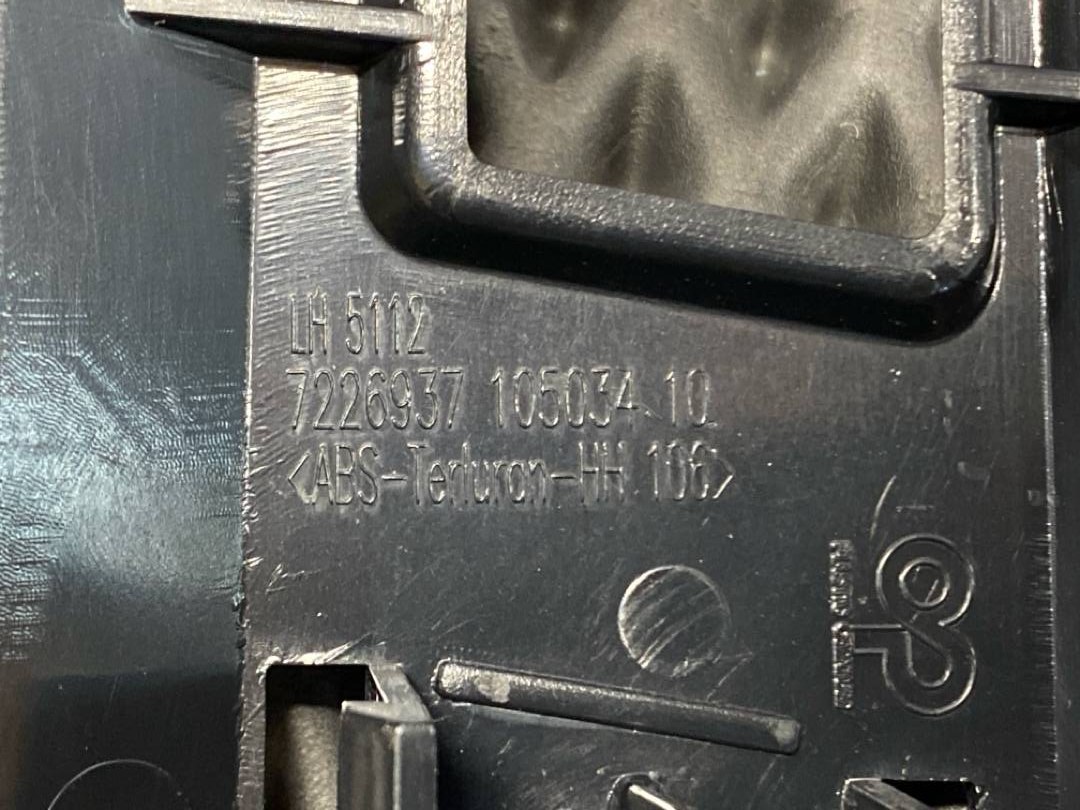 LH 5112
7226937 105034 10
<ABS-Terluran-HH 106>